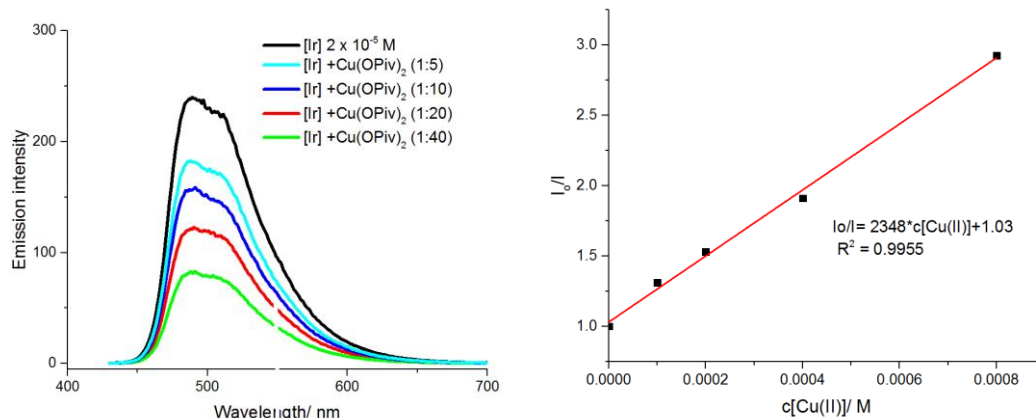 300
200
100
0
Emission intensity
[Ir] 2 x 10⁻⁵ M
[Ir] +Cu(OPiv)₂ (1:5)
[Ir] +Cu(OPiv)₂ (1:10)
[Ir] +Cu(OPiv)₂ (1:20)
[Ir] +Cu(OPiv)₂ (1:40)
400 500 600 700
Wavelength/ nm
3.0
2.5
2.0
1.5
1.0
I₀/I
Io/I= 2348*c[Cu(II)]+1.03
R² = 0.9955
0.0000 0.0002 0.0004 0.0006 0.0008
c[Cu(II)]/ M